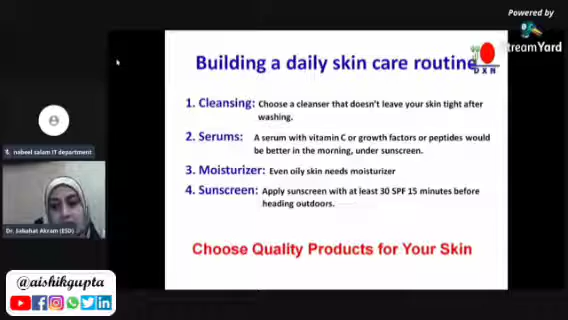 Powered by
StreamYard
Building a daily skin care routine
DXN
1. Cleansing: Choose a cleanser that doesn't leave your skin tight after
washing.
2. Serums: A serum with vitamin C or growth factors or peptides would
be better in the morning, under sunscreen.
3. Moisturizer: Even oily skin needs moisturizer
4. Sunscreen: Apply sunscreen with at least 30 SPF 15 minutes before
heading outdoors.
Choose Quality Products for Your Skin
nabeel salam IT department
Dr. Sabahat Akram (ESD)
@aishikgupta